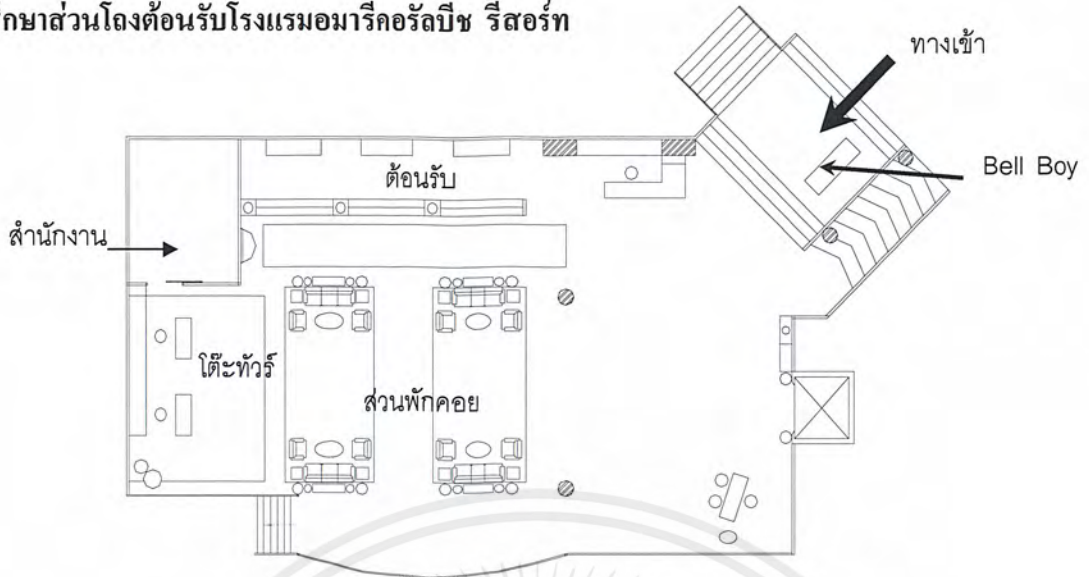 กษาส่วนโถงต้อนรับโรงแรมอมารีคอรัลบีช รีสอร์ท
ทางเข้า
Bell Boy
ต้อนรับ
สำนักงาน
โต๊ะทัวร์
ส่วนพักคอย